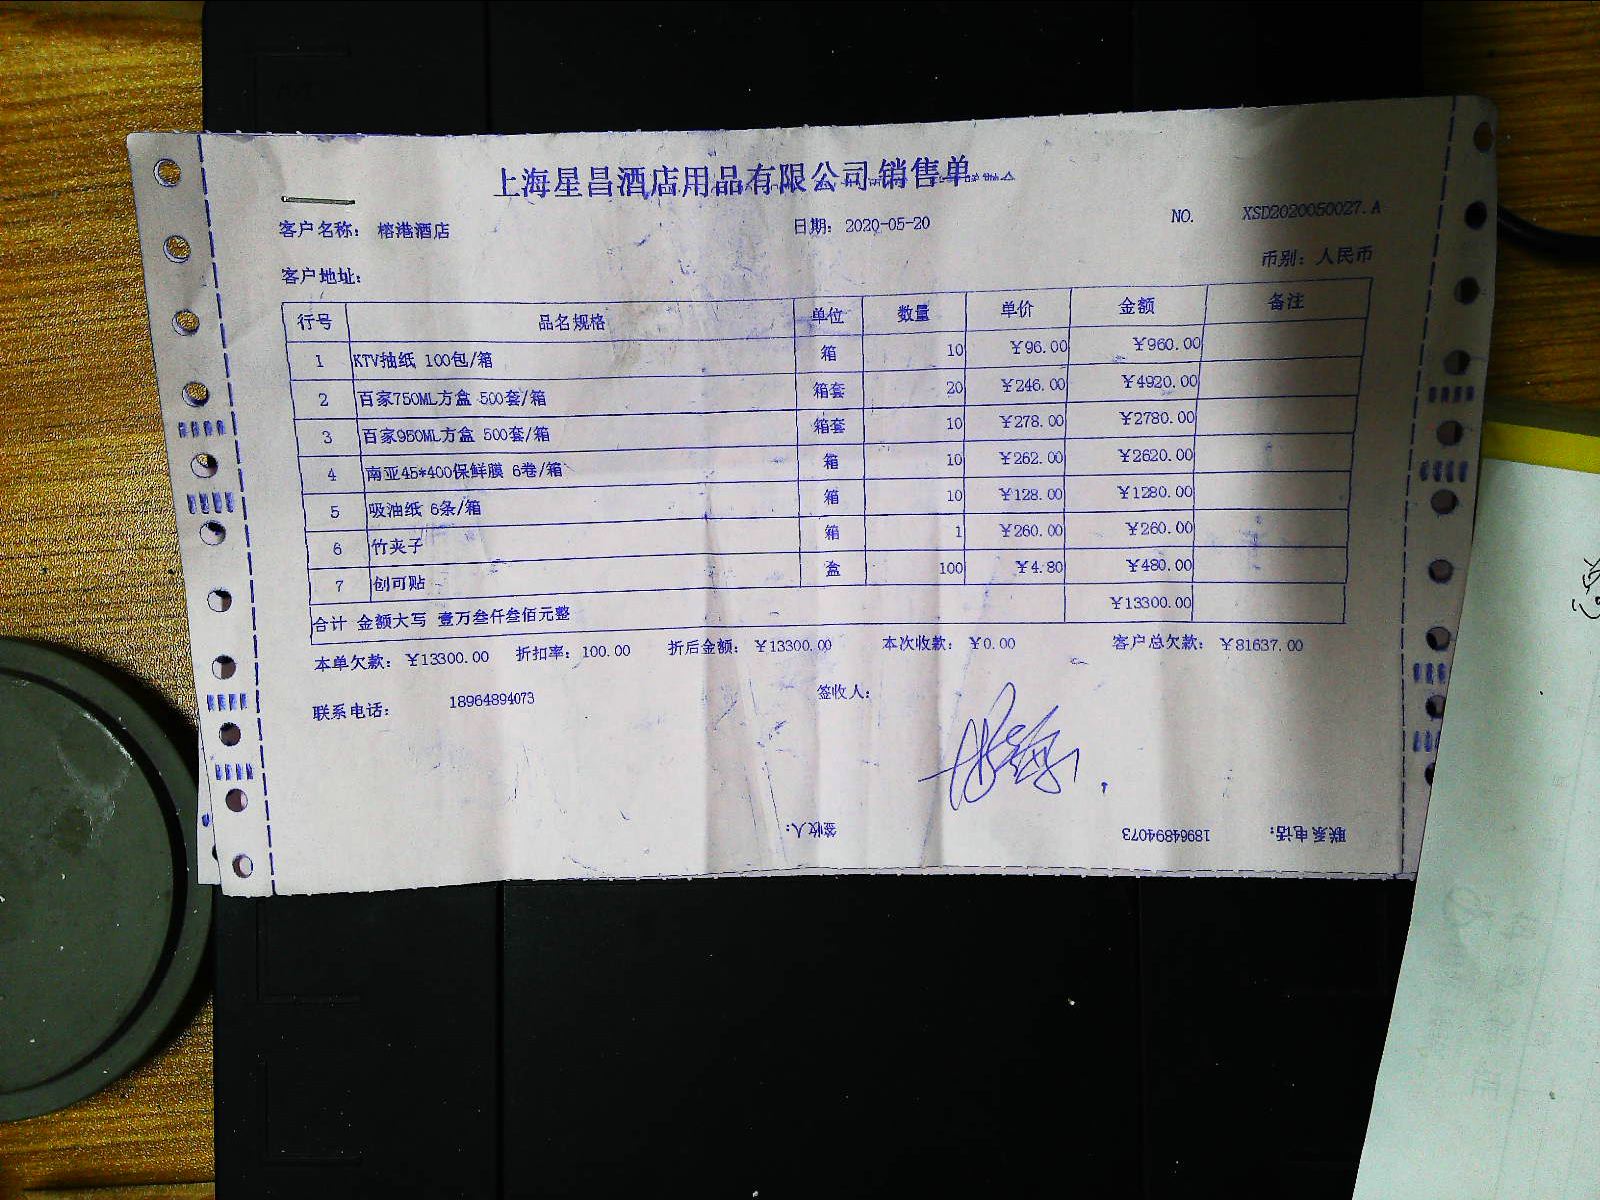 上海星昌酒店用品有限公司销售单
客户名称： 榕港酒店 日期： 2020-05-20 NO. XSD2020050027.A
客户地址： 币别：人民币
行号 品名规格 单位 数量 单价 金额 备注
1 KTV抽纸 100包/箱 箱 10 ¥96.00 ¥960.00
2 百家750ML方盒 500套/箱 箱套 20 ¥246.00 ¥4920.00
3 百家950ML方盒 500套/箱 箱套 10 ¥278.00 ¥2780.00
4 南亚45*400保鲜膜 6卷/箱 箱 10 ¥262.00 ¥2620.00
5 吸油纸 6条/箱 箱 10 ¥128.00 ¥1280.00
6 竹夹子 箱 1 ¥260.00 ¥260.00
7 创可贴 盒 100 ¥4.80 ¥480.00
合计 金额大写 壹万叁仟叁佰元整 ¥13300.00
本单欠款： ¥13300.00 折扣率：100.00 折后金额： ¥13300.00 本次收款： ¥0.00 客户总欠款： ¥81637.00
联系电话： 18964894073 签收人：
联系电话： 18964894073 签收人：